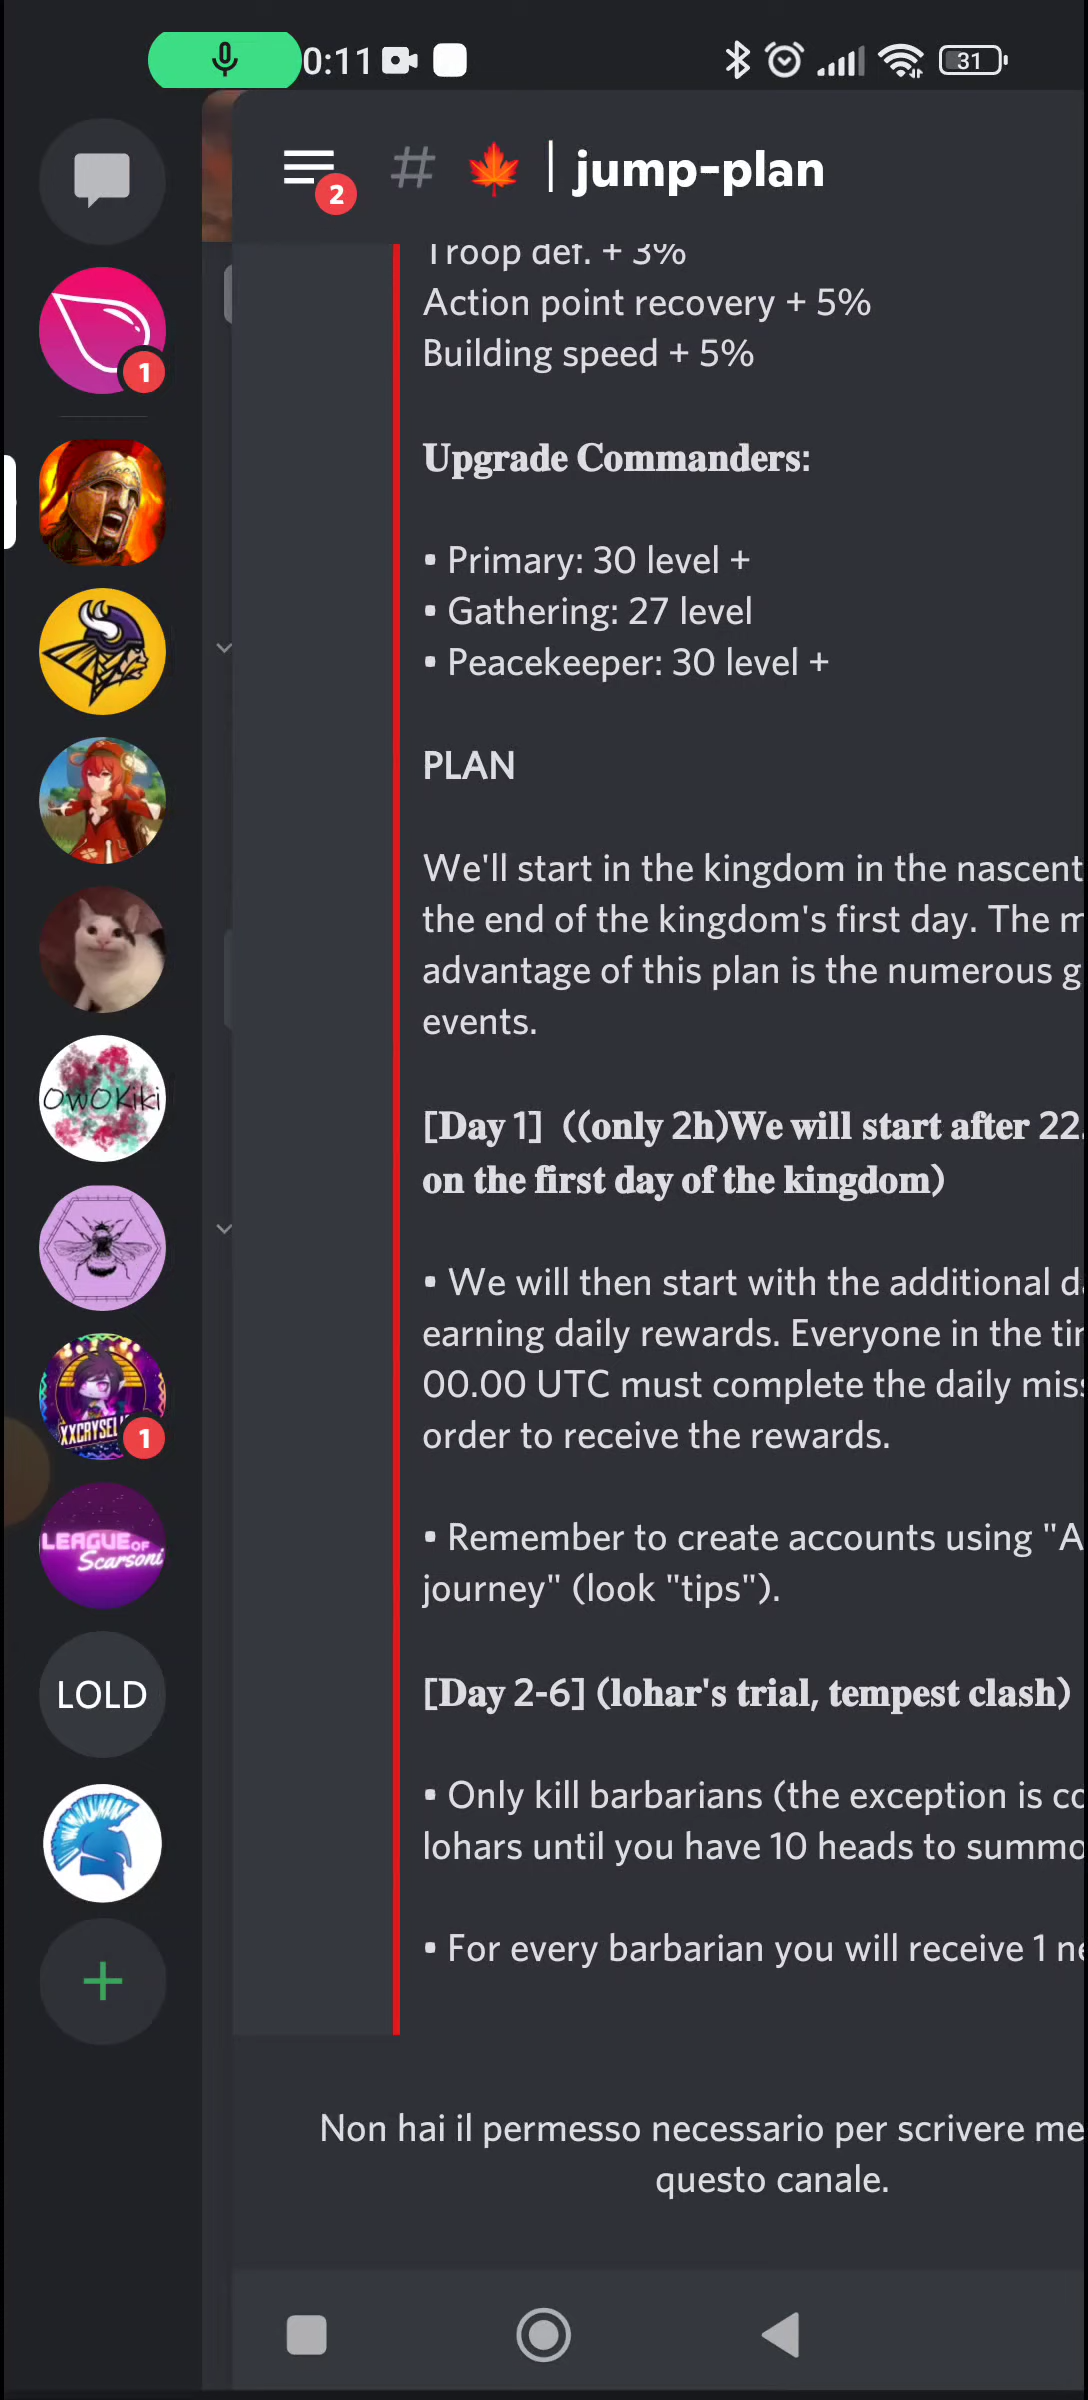 0:11
31
2
# 🍁 | jump-plan
Troop def. + 3%
Action point recovery + 5%
Building speed + 5%
1
Upgrade Commanders:
• Primary: 30 level +
• Gathering: 27 level
• Peacekeeper: 30 level +
PLAN
We'll start in the kingdom in the nascent
the end of the kingdom's first day. The
advantage of this plan is the numerous
events.
OwOKiki
[Day 1] ((only 2h)We will start after 22.
on the first day of the kingdom)
• We will then start with the additional
earning daily rewards. Everyone in the
00.00 UTC must complete the daily
order to receive the rewards.
XXCRYSEL
1
• Remember to create accounts using "A
journey" (look "tips").
LEAGUE OF
Scarsoni
[Day 2-6] (lohar's trial, tempest clash)
LOLD
• Only kill barbarians (the exception is
lohars until you have 10 heads to
• For every barbarian you will receive 1
Non hai il permesso necessario per scrivere
questo canale.